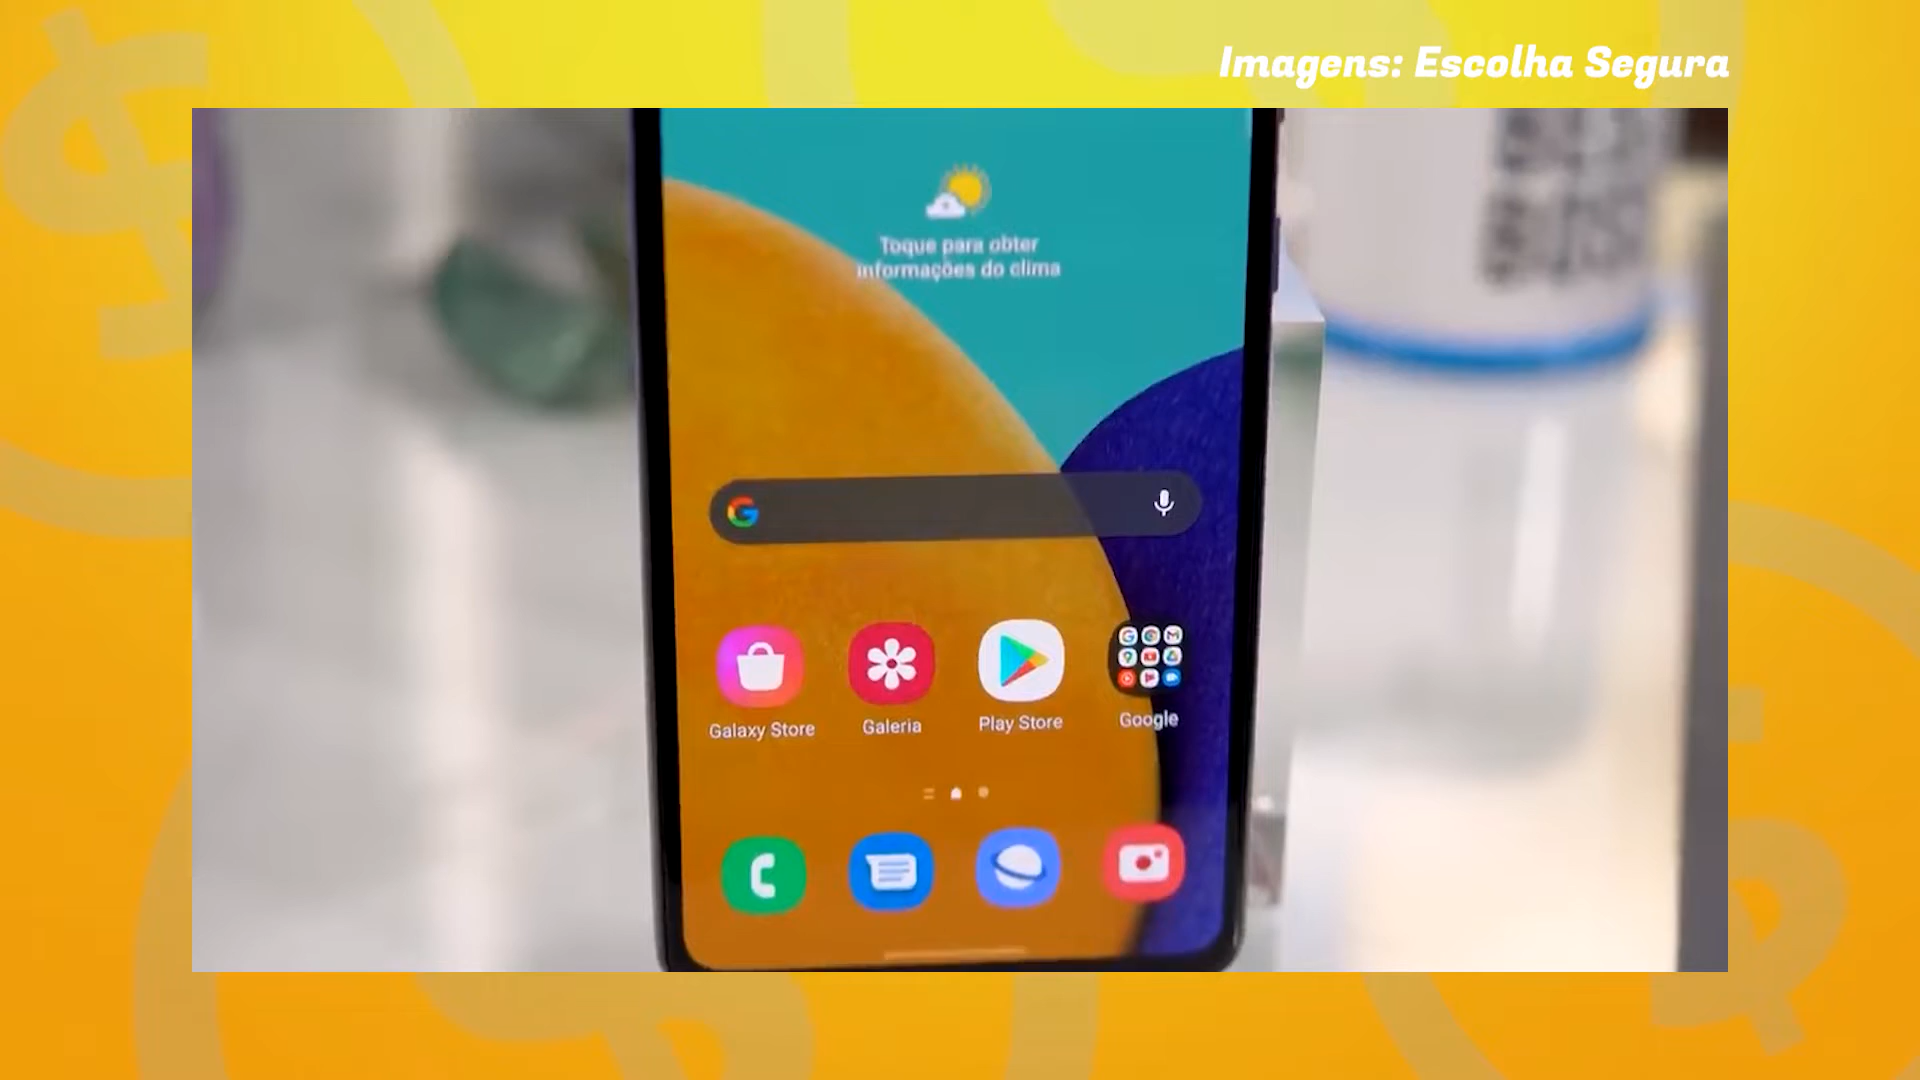 Imagens: Escolha Segura
Toque para obter
informações do clima
Galaxy Store
Galeria
Play Store
Google